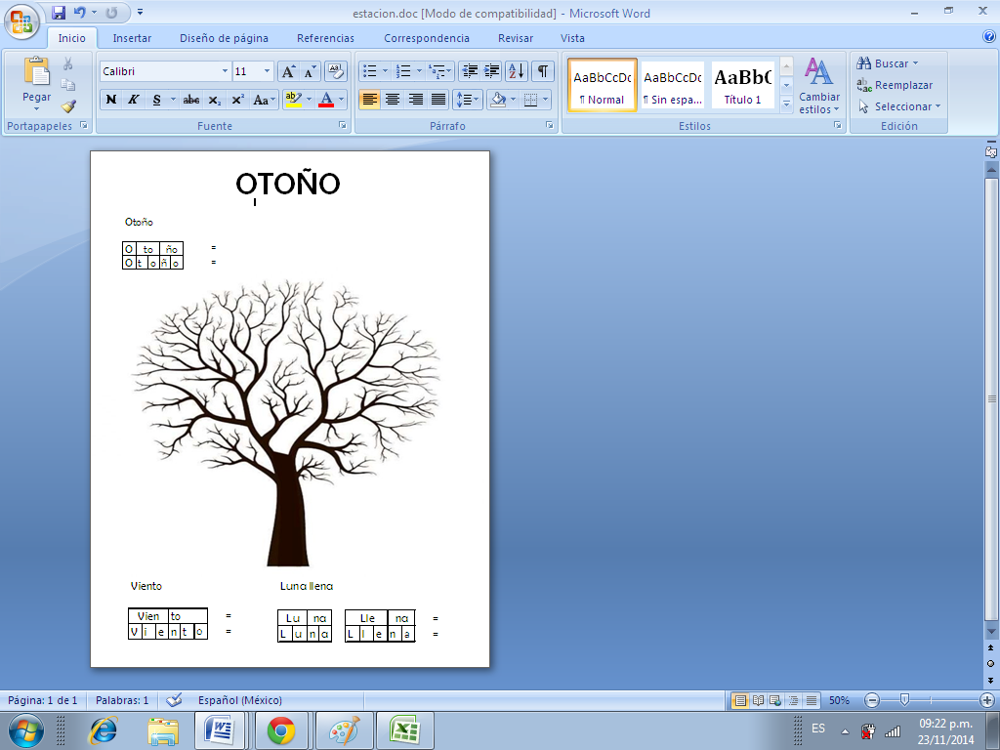 estacion.doc [Modo de compatibilidad] - Microsoft Word
Inicio Insertar Diseño de página Referencias Correspondencia Revisar Vista
Pegar
Portapapeles
Calibri 11
N K S abc x₂ x² Aa A
Fuente
Párrafo
AaBbCcDc AaBbCcDc AaBbC
¶ Normal ¶ Sin espa... Título 1
Cambiar estilos
Estilos
Buscar
Reemplazar
Seleccionar
Edición
OTOÑO
Otoño
O to ño =
O t o ñ o =
Viento Luna llena
Vien to = Lu na Lle na =
V i e n t o = L u n a L l e n a =
Página: 1 de 1 Palabras: 1 Español (México) 50%
ES 09:22 p.m.
23/11/2014